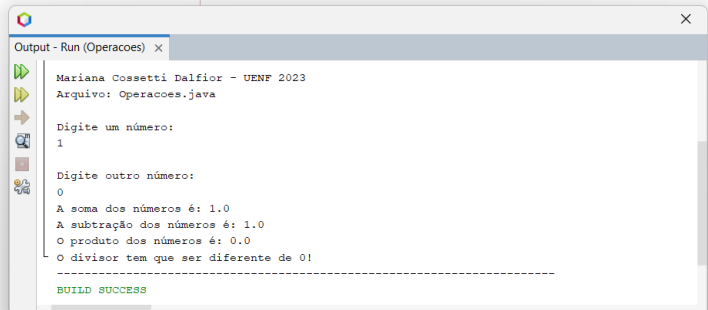 Output - Run (Operacoes) ×
Mariana Cossetti Dalfior - UENF 2023
Arquivo: Operacoes.java
Digite um número:
1
Digite outro número:
0
A soma dos números é: 1.0
A subtração dos números é: 1.0
O produto dos números é: 0.0
O divisor tem que ser diferente de 0!
------------------------------------------------------------------------
BUILD SUCCESS